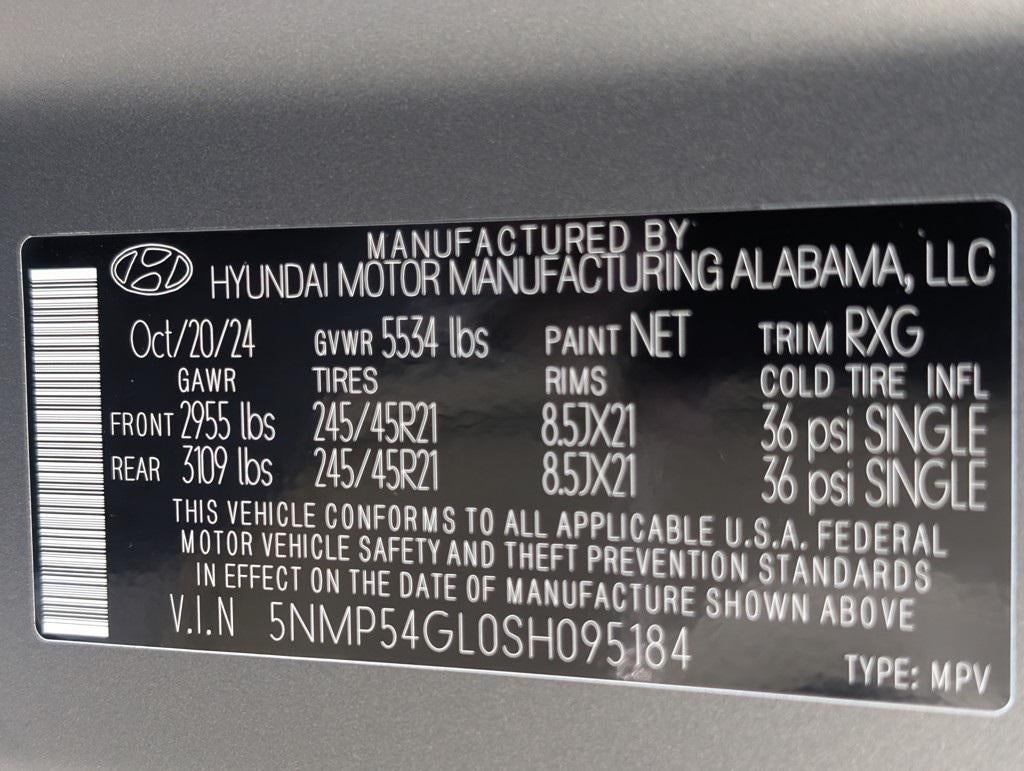 MANUFACTURED BY
HYUNDAI MOTOR MANUFACTURING ALABAMA, LLC
Oct/20/24 GVWR 5534 lbs PAINT NET TRIM RXG
GAWR TIRES RIMS COLD TIRE INFL
FRONT 2955 lbs 245/45R21 8.5JX21 36 psi SINGLE
REAR 3109 lbs 245/45R21 8.5JX21 36 psi SINGLE
THIS VEHICLE CONFORMS TO ALL APPLICABLE U.S.A. FEDERAL
MOTOR VEHICLE SAFETY AND THEFT PREVENTION STANDARDS
IN EFFECT ON THE DATE OF MANUFACTURE SHOWN ABOVE
V.I.N 5NMP54GL0SH095184
TYPE: MPV